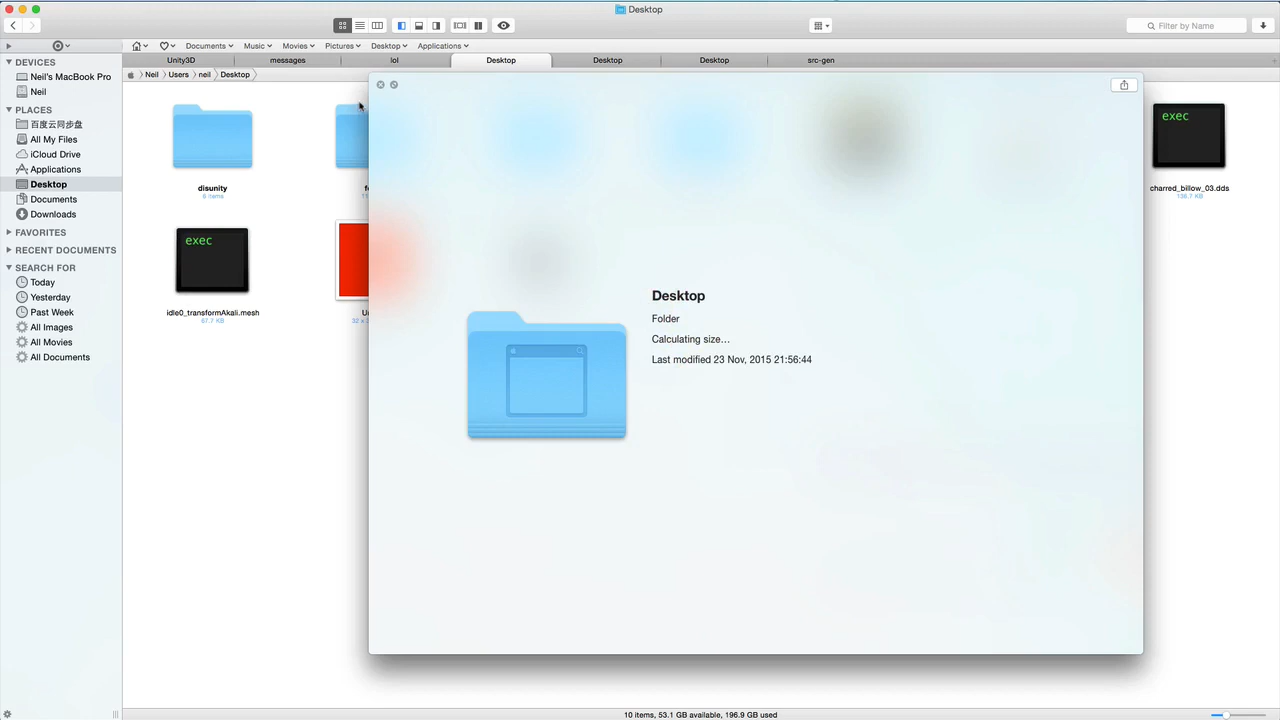 Desktop
Filter by Name
Documents Music Movies Pictures Desktop Applications
Unity3D messages lol Desktop Desktop Desktop src-gen
Neil Users neil Desktop
DEVICES
Neil's MacBook Pro
Neil
PLACES
百度云同步盘
All My Files
iCloud Drive
Applications
Desktop
Documents
Downloads
FAVORITES
RECENT DOCUMENTS
SEARCH FOR
Today
Yesterday
Past Week
All Images
All Movies
All Documents
disunity
6 items
exec
charred_billow_03.dds
136.7 KB
exec
idle0_transformAkali.mesh
67.7 KB
Desktop
Folder
Calculating size...
Last modified 23 Nov, 2015 21:56:44
10 items, 53.1 GB available, 196.9 GB used